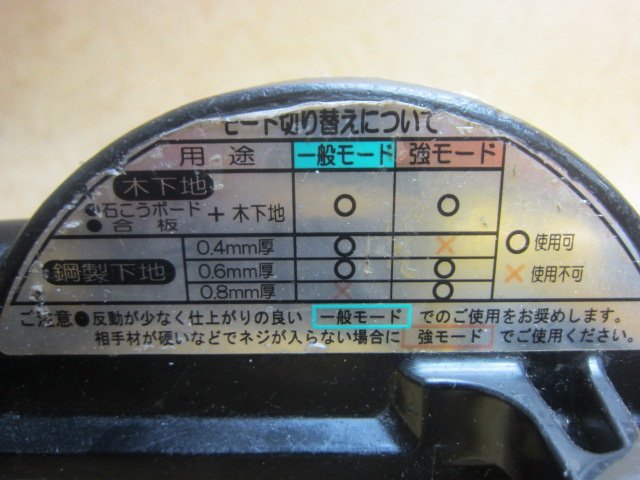 モード切り替えについて
用途 一般モード 強モード
木下地
●石こうボード + 木下地 ○ ○
●合板
鋼製下地 0.4mm厚 ○ ×
0.6mm厚 ○ ○
0.8mm厚 × ○
○ 使用可
× 使用不可
ご注意●反動が少なく仕上がりの良い 一般モード でのご使用をお奨めします。
相手材が硬いなどでネジが入らない場合に 強モード でご使用ください。